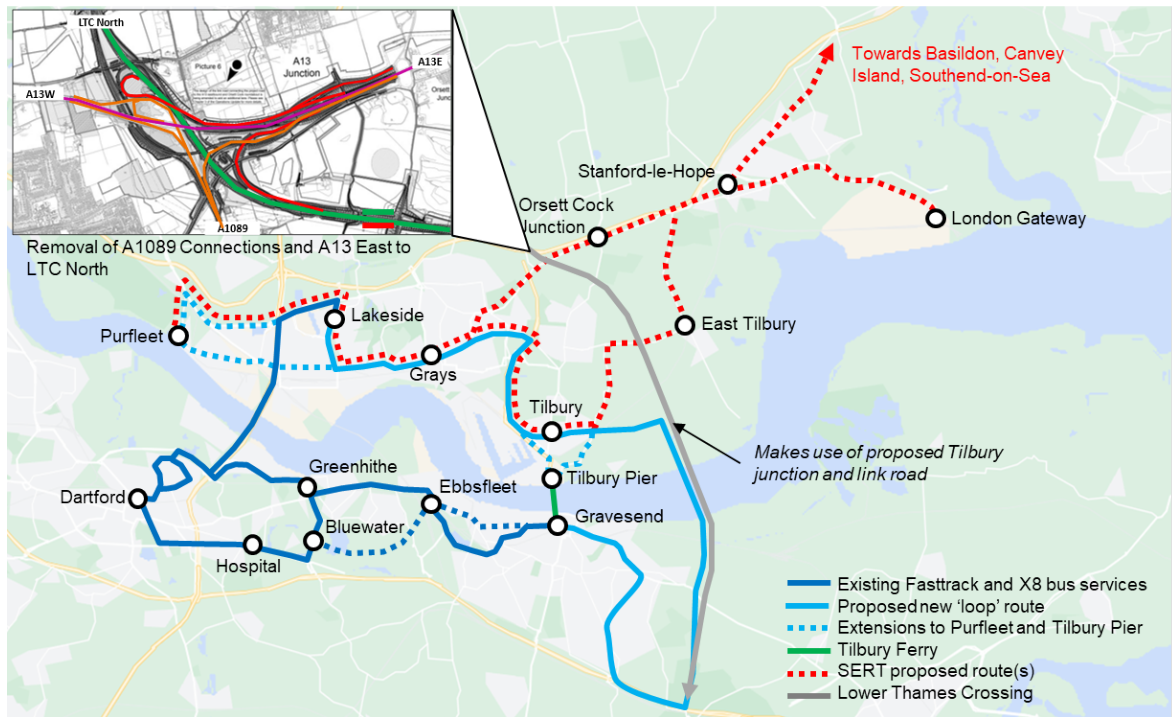 LTC North
A13E
Picture 6
A13
Junction
Orsett
Junc
A13W
A1089
Removal of A1089 Connections and A13 East to
LTC North
Towards Basildon, Canvey
Island, Southend-on-Sea
Stanford-le-Hope
Orsett Cock
Junction
London Gateway
Lakeside
Purfleet
East Tilbury
Grays
Tilbury
Makes use of proposed Tilbury
junction and link road
Greenhithe
Tilbury Pier
Ebbsfleet
Dartford
Gravesend
Bluewater
Hospital
Existing Fasttrack and X8 bus services
Proposed new ‘loop’ route
Extensions to Purfleet and Tilbury Pier
Tilbury Ferry
SERT proposed route(s)
Lower Thames Crossing